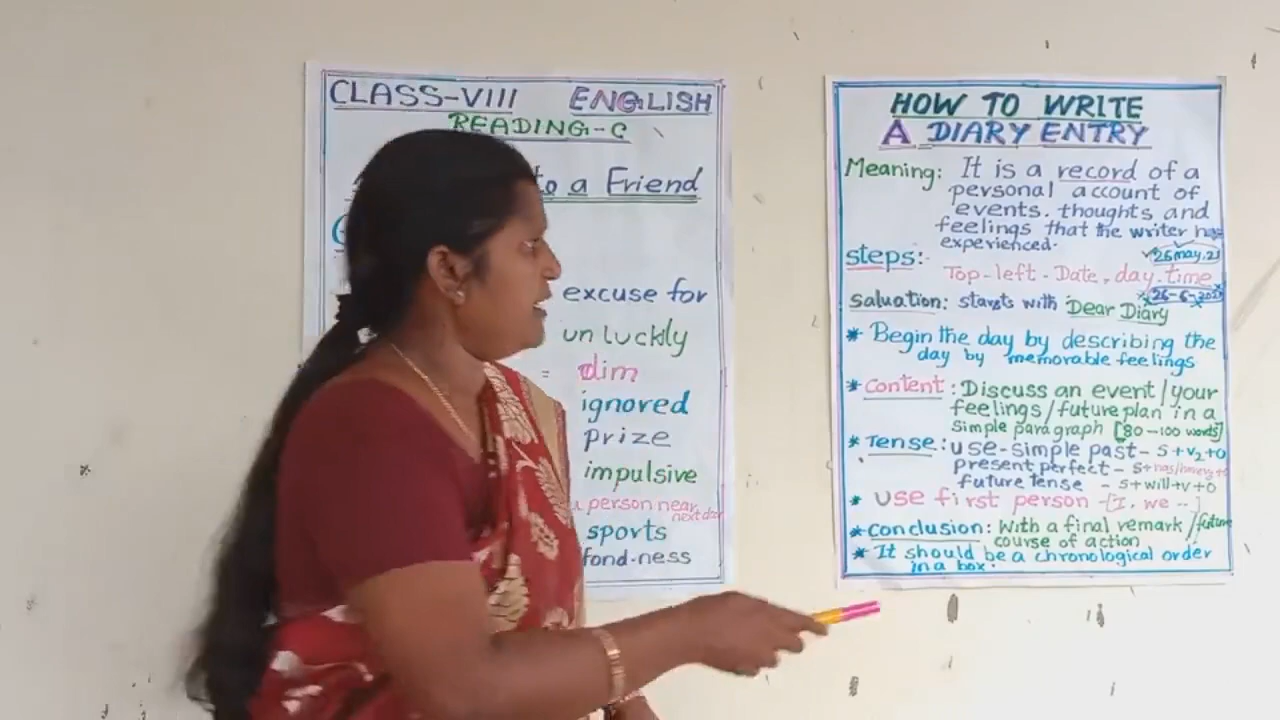 CLASS-VIII ENGLISH
READING-C
to a Friend
excuse for
un luckily
= dim
ignored
prize
impulsive
a person near
next door
sports
fond-ness
HOW TO WRITE
A DIARY ENTRY
Meaning: It is a record of a
personal account of
events. thoughts and
feelings that the writer has
experienced.
steps:-
26 may, 21
Top-left-Date, day, time
26-6-2021
saluation: starts with Dear Diary
* Begin the day by describing the
day by memorable feelings
* content: Discuss an event/your
feelings/future plan in a
simple paragraph [80-100 words]
* Tense: use-simple past- S+V2+O
present perfect- S+has/have
future tense - S+will+V+O
* use first person -[I, we ..]
* conclusion: with a final remark/future
course of action
* It should be a chronological order
in a box.